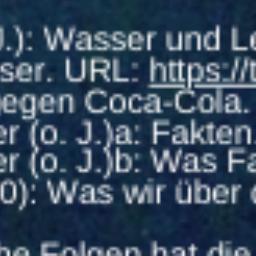 J.): Wasser und Le
ser. URL: https://t
gegen Coca-Cola.
er (o. J.)a: Fakten.
er (o. J.)b: Was Fa
0): Was wir über
he Folgen hat die